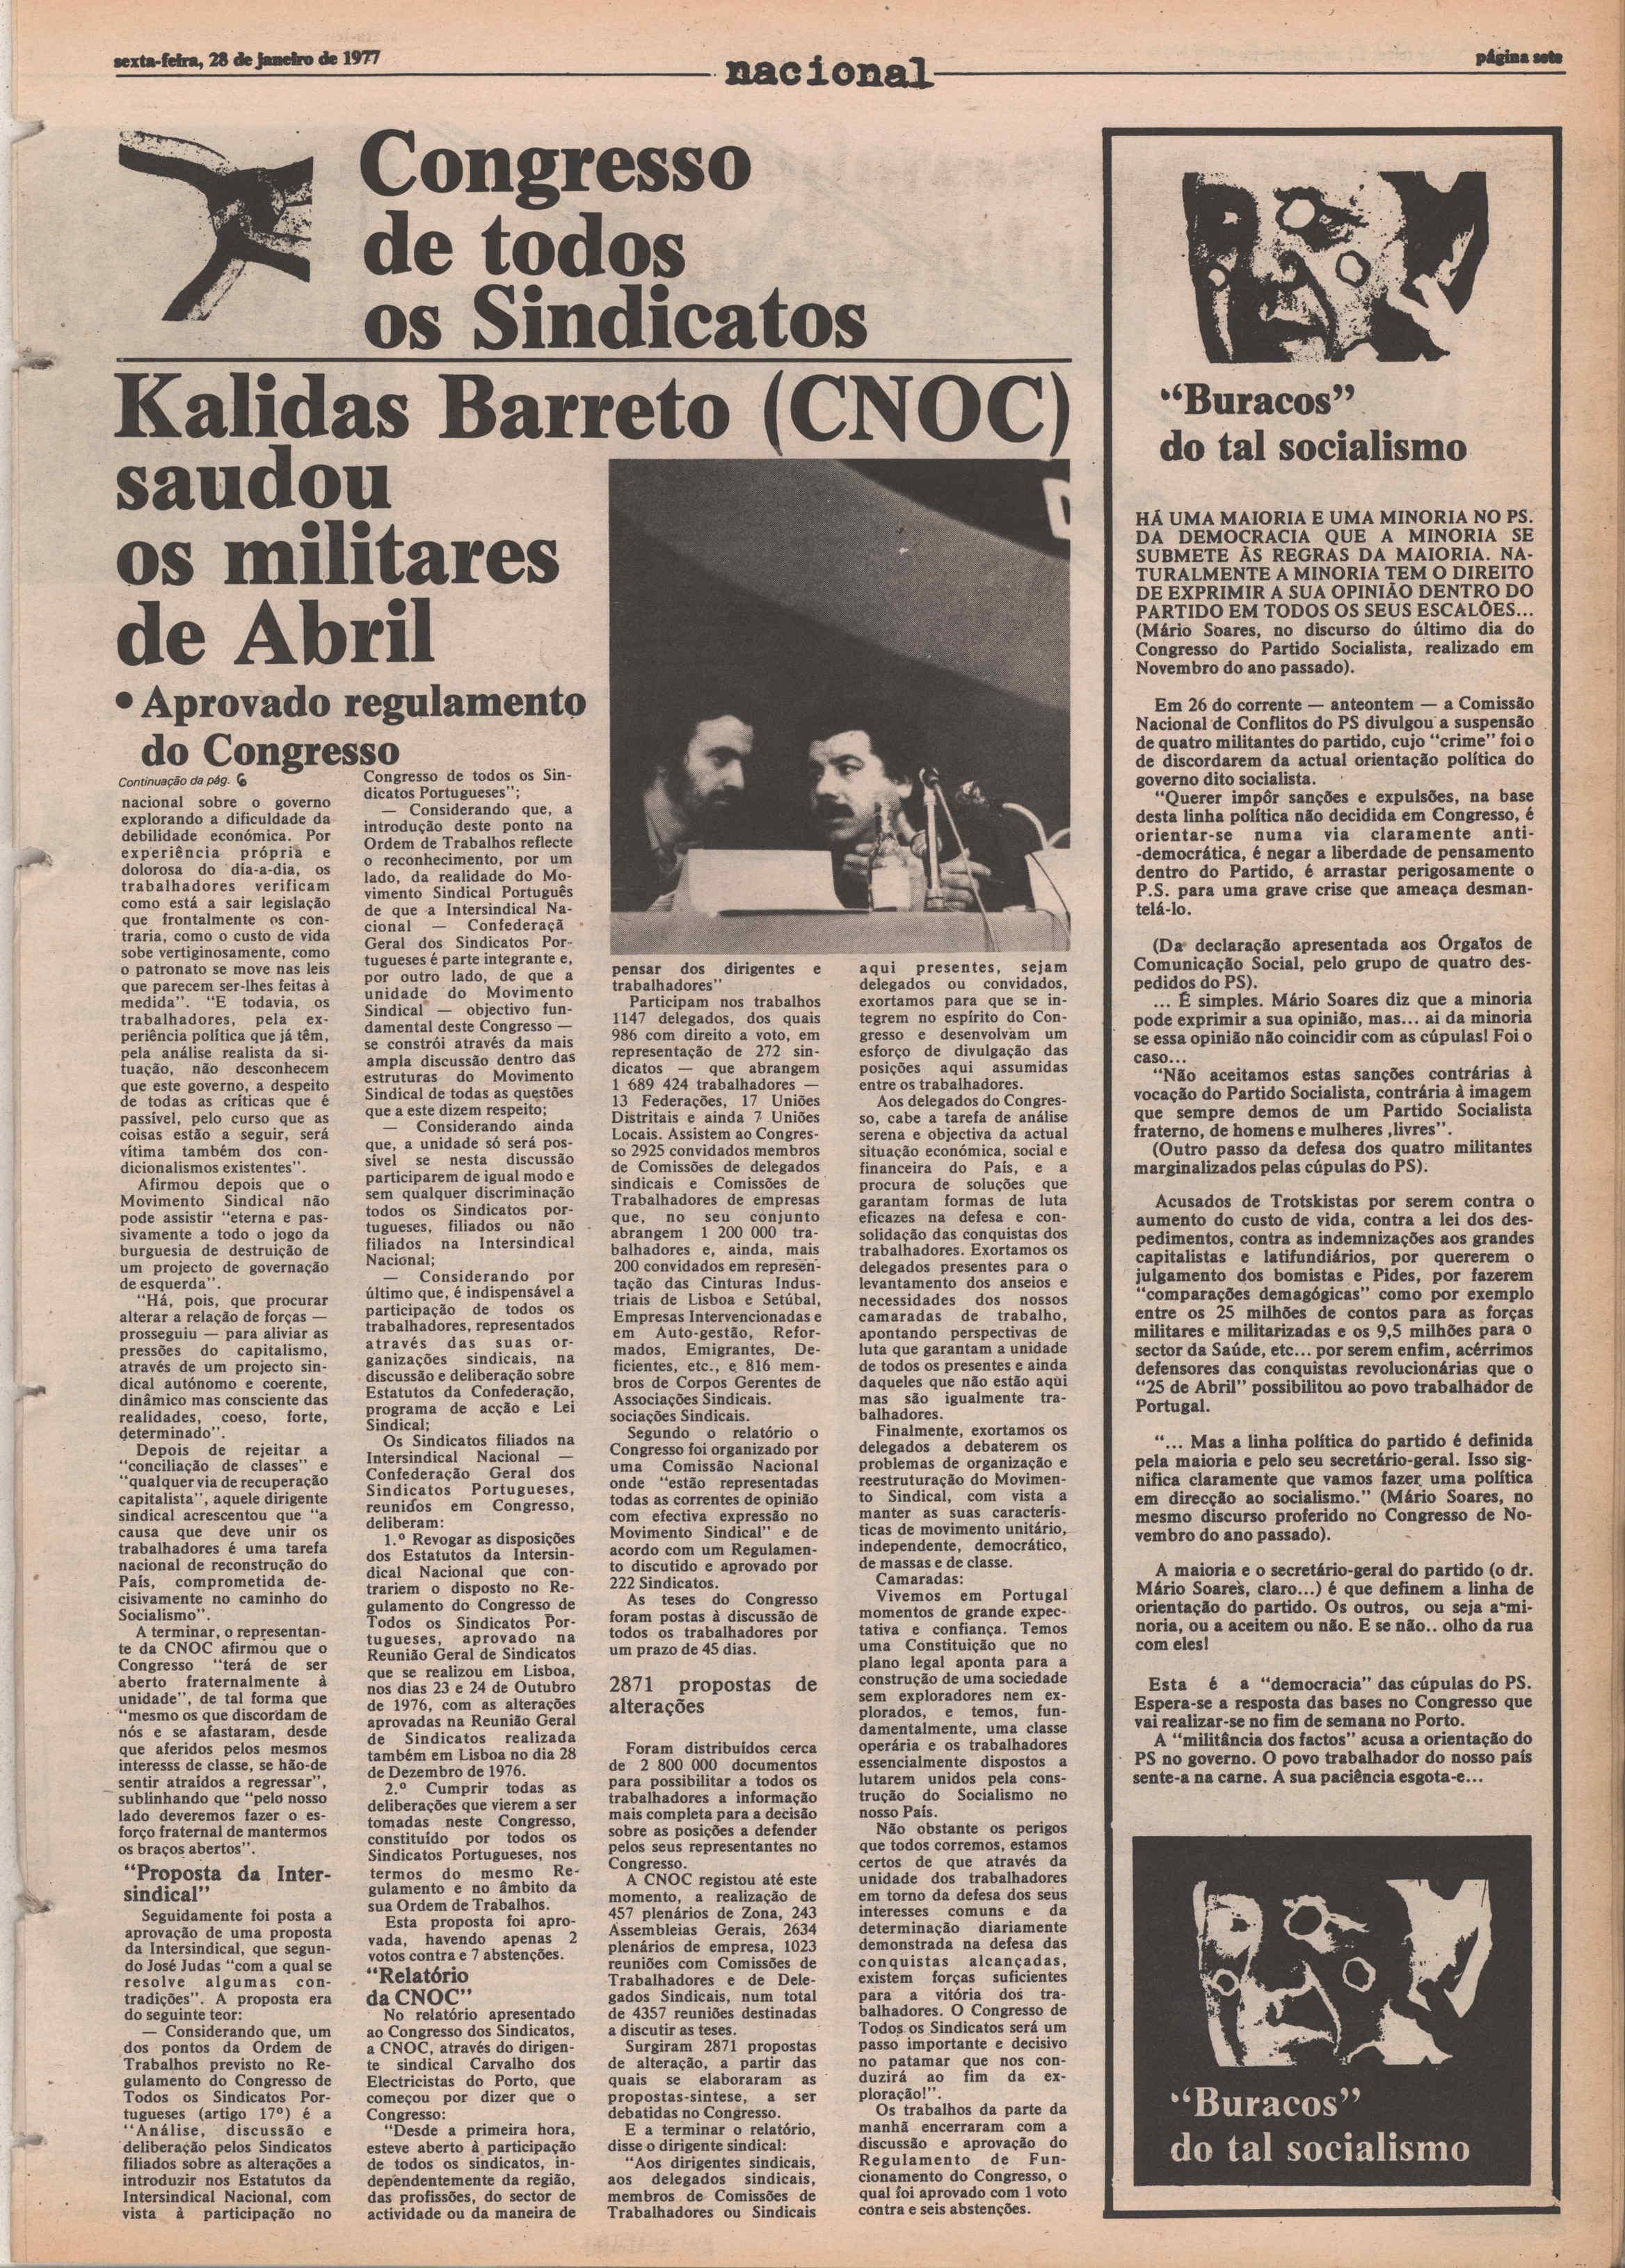 sexta-feira, 28 de janeiro de 1977
nacional
página sete
Congresso
de todos
os Sindicatos
Kalidas Barreto (CNOC)
saudou
os militares
de Abril
• Aprovado regulamento
do Congresso
Continuação da pág. 6
nacional sobre o governo
explorando a dificuldade da
debilidade económica. Por
experiência própria e
dolorosa do dia-a-dia, os
trabalhadores verificam
como está a sair legislação
que frontalmente os con-
traria, como o custo de vida
sobe vertiginosamente, como
o patronato se move nas leis
que parecem ser-lhes feitas à
medida". "E todavia, os
trabalhadores, pela ex-
periência política que já têm,
pela análise realista da si-
tuação, não desconhecem
que este governo, a despeito
de todas as críticas que é
passível, pelo curso que as
coisas estão a seguir, será
vítima também dos con-
dicionalismos existentes".
Afirmou depois que o
Movimento Sindical não
pode assistir "eterna e pas-
sivamente a todo o jogo da
burguesia de destruição de
um projecto de governação
de esquerda".
"Há, pois, que procurar
alterar a relação de forças —
prosseguiu — para aliviar as
pressões do capitalismo,
através de um projecto sin-
dical autónomo e coerente,
dinâmico mas consciente das
realidades, coeso, forte,
determinado".
Depois de rejeitar a
"conciliação de classes" e
"qualquer via de recuperação
capitalista", aquele dirigente
sindical acrescentou que "a
causa que deve unir os
trabalhadores é uma tarefa
nacional de reconstrução do
País, comprometida de-
cisivamente no caminho do
Socialismo".
A terminar, o representan-
te da CNOC afirmou que o
Congresso "terá de ser
aberto fraternalmente à
unidade", de tal forma que
"mesmo os que discordam de
nós e se afastaram, desde
que aferidos pelos mesmos
interesss de classe, se hão-de
sentir atraídos a regressar",
sublinhando que "pelo nosso
lado deveremos fazer o es-
forço fraternal de mantermos
os braços abertos".
"Proposta da Inter-
sindical"
Seguidamente foi posta a
aprovação de uma proposta
da Intersindical, que segun-
do José Judas "com a qual se
resolve algumas con-
tradições". A proposta era
do seguinte teor:
— Considerando que, um
dos pontos da Ordem de
Trabalhos previsto no Re-
gulamento do Congresso de
Todos os Sindicatos Por-
tugueses (artigo 17º) é a
"Análise, discussão e
deliberação pelos Sindicatos
filiados sobre as alterações a
introduzir nos Estatutos da
Intersindical Nacional, com
vista à participação no
Congresso de todos os Sin-
dicatos Portugueses";
— Considerando que, a
introdução deste ponto na
Ordem de Trabalhos reflecte
o reconhecimento, por um
lado, da realidade do Mo-
vimento Sindical Português
de que a Intersindical Na-
cional — Confederaçã
Geral dos Sindicatos Por-
tugueses é parte integrante e,
por outro lado, de que a
unidade do Movimento
Sindical — objectivo fun-
damental deste Congresso —
se constrói através da mais
ampla discussão dentro das
estruturas do Movimento
Sindical de todas as questões
que a este dizem respeito;
— Considerando ainda
que, a unidade só será pos-
sível se nesta discussão
participarem de igual modo e
sem qualquer discriminação
todos os Sindicatos por-
tugueses, filiados ou não
filiados na Intersindical
Nacional;
— Considerando por
último que, é indispensável a
participação de todos os
trabalhadores, representados
através das suas or-
ganizações sindicais, na
discussão e deliberação sobre
Estatutos da Confederação,
programa de acção e Lei
Sindical;
Os Sindicatos filiados na
Intersindical Nacional —
Confederação Geral dos
Sindicatos Portugueses,
reunidos em Congresso,
deliberam:
1.º Revogar as disposições
dos Estatutos da Intersin-
dical Nacional que con-
trariem o disposto no Re-
gulamento do Congresso de
Todos os Sindicatos Por-
tugueses, aprovado na
Reunião Geral de Sindicatos
que se realizou em Lisboa,
nos dias 23 e 24 de Outubro
de 1976, com as alterações
aprovadas na Reunião Geral
de Sindicatos realizada
também em Lisboa no dia 28
de Dezembro de 1976.
2.º Cumprir todas as
deliberações que vierem a ser
tomadas neste Congresso,
constituído por todos os
Sindicatos Portugueses, nos
termos do mesmo Re-
gulamento e no âmbito da
sua Ordem de Trabalhos.
Esta proposta foi apro-
vada, havendo apenas 2
votos contra e 7 abstenções.
"Relatório
da CNOC"
No relatório apresentado
ao Congresso dos Sindicatos,
a CNOC, através do dirigen-
te sindical Carvalho dos
Electricistas do Porto, que
começou por dizer que o
Congresso:
"Desde a primeira hora,
esteve aberto à participação
de todos os sindicatos, in-
dependentemente da região,
das profissões, do sector de
actividade ou da maneira de
pensar dos dirigentes e
trabalhadores"
Participam nos trabalhos
1147 delegados, dos quais
986 com direito a voto, em
representação de 272 sin-
dicatos — que abrangem
1 689 424 trabalhadores —
13 Federações, 17 Uniões
Distritais e ainda 7 Uniões
Locais. Assistem ao Congres-
so 2925 convidados membros
de Comissões de delegados
sindicais e Comissões de
Trabalhadores de empresas
que, no seu conjunto
abrangem 1 200 000 tra-
balhadores e, ainda, mais
200 convidados em represen-
tação das Cinturas Indus-
triais de Lisboa e Setúbal,
Empresas Intervencionadas e
em Auto-gestão, Refor-
mados, Emigrantes, De-
ficientes, etc., e 816 mem-
bros de Corpos Gerentes de
Associações Sindicais.
sociações Sindicais.
Segundo o relatório o
Congresso foi organizado por
uma Comissão Nacional
onde "estão representadas
todas as correntes de opinião
com efectiva expressão no
Movimento Sindical" e de
acordo com um Regulamen-
to discutido e aprovado por
222 Sindicatos.
As teses do Congresso
foram postas à discussão de
todos os trabalhadores por
um prazo de 45 dias.
2871 propostas de
alterações
Foram distribuídos cerca
de 2 800 000 documentos
para possibilitar a todos os
trabalhadores a informação
mais completa para a decisão
sobre as posições a defender
pelos seus representantes no
Congresso.
A CNOC registou até este
momento, a realização de
457 plenários de Zona, 243
Assembleias Gerais, 2634
plenários de empresa, 1023
reuniões com Comissões de
Trabalhadores e de Dele-
gados Sindicais, num total
de 4357 reuniões destinadas
a discutir as teses.
Surgiram 2871 propostas
de alteração, a partir das
quais se elaboraram as
propostas-sintese, a ser
debatidas no Congresso.
E a terminar o relatório,
disse o dirigente sindical:
"Aos dirigentes sindicais,
aos delegados sindicais,
membros de Comissões de
Trabalhadores ou Sindicais
aqui presentes, sejam
delegados ou convidados,
exortamos para que se in-
tegrem no espírito do Con-
gresso e desenvolvam um
esforço de divulgação das
posições aqui assumidas
entre os trabalhadores.
Aos delegados do Congres-
so, cabe a tarefa de análise
serena e objectiva da actual
situação económica, social e
financeira do País, e a
procura de soluções que
garantam formas de luta
eficazes na defesa e con-
solidação das conquistas dos
trabalhadores. Exortamos os
delegados presentes para o
levantamento dos anseios e
necessidades dos nossos
camaradas de trabalho,
apontando perspectivas de
luta que garantam a unidade
de todos os presentes e ainda
daqueles que não estão aqui
mas são igualmente tra-
balhadores.
Finalmente, exortamos os
delegados a debaterem os
problemas de organização e
reestruturação do Movimen-
to Sindical, com vista a
manter as suas caracterís-
ticas de movimento unitário,
independente, democrático,
de massas e de classe.
Camaradas:
Vivemos em Portugal
momentos de grande expec-
tativa e confiança. Temos
uma Constituição que no
plano legal aponta para a
construção de uma sociedade
sem exploradores nem ex-
plorados, e temos, fun-
damentalmente, uma classe
operária e os trabalhadores
essencialmente dispostos a
lutarem unidos pela cons-
trução do Socialismo no
nosso País.
Não obstante os perigos
que todos corremos, estamos
certos de que através da
unidade dos trabalhadores
em torno da defesa dos seus
interesses comuns e da
determinação diariamente
demonstrada na defesa das
conquistas alcançadas,
existem forças suficientes
para a vitória dos tra-
balhadores. O Congresso de
Todos os Sindicatos será um
passo importante e decisivo
no patamar que nos con-
duzirá ao fim da ex-
ploração!".
Os trabalhos da parte da
manhã encerraram com a
discussão e aprovação do
Regulamento de Fun-
cionamento do Congresso, o
qual foi aprovado com 1 voto
contra e seis abstenções.
"Buracos"
do tal socialismo
HÁ UMA MAIORIA E UMA MINORIA NO PS.
DA DEMOCRACIA QUE A MINORIA SE
SUBMETE ÀS REGRAS DA MAIORIA. NA-
TURALMENTE A MINORIA TEM O DIREITO
DE EXPRIMIR A SUA OPINIÃO DENTRO DO
PARTIDO EM TODOS OS SEUS ESCALÕES...
(Mário Soares, no discurso do último dia do
Congresso do Partido Socialista, realizado em
Novembro do ano passado).
Em 26 do corrente — anteontem — a Comissão
Nacional de Conflitos do PS divulgou a suspensão
de quatro militantes do partido, cujo "crime" foi o
de discordarem da actual orientação política do
governo dito socialista.
"Querer impôr sanções e expulsões, na base
desta linha política não decidida em Congresso, é
orientar-se numa via claramente anti-
-democrática, é negar a liberdade de pensamento
dentro do Partido, é arrastar perigosamente o
P.S. para uma grave crise que ameaça desman-
telá-lo.
(Da declaração apresentada aos Órgaτos de
Comunicação Social, pelo grupo de quatro des-
pedidos do PS).
... É simples. Mário Soares diz que a minoria
pode exprimir a sua opinião, mas... ai da minoria
se essa opinião não coincidir com as cúpulas! Foi o
caso...
"Não aceitamos estas sanções contrárias à
vocação do Partido Socialista, contrária à imagem
que sempre demos de um Partido Socialista
fraterno, de homens e mulheres ,livres".
(Outro passo da defesa dos quatro militantes
marginalizados pelas cúpulas do PS).
Acusados de Trotskistas por serem contra o
aumento do custo de vida, contra a lei dos des-
pedimentos, contra as indemnizações aos grandes
capitalistas e latifundiários, por quererem o
julgamento dos bomistas e Pides, por fazerem
"comparações demagógicas" como por exemplo
entre os 25 milhões de contos para as forças
militares e militarizadas e os 9,5 milhões para o
sector da Saúde, etc... por serem enfim, acérrimos
defensores das conquistas revolucionárias que o
"25 de Abril" possibilitou ao povo trabalhador de
Portugal.
"... Mas a linha política do partido é definida
pela maioria e pelo seu secretário-geral. Isso sig-
nifica claramente que vamos fazer uma política
em direcção ao socialismo." (Mário Soares, no
mesmo discurso proferido no Congresso de No-
vembro do ano passado).
A maioria e o secretário-geral do partido (o dr.
Mário Soares, claro...) é que definem a linha de
orientação do partido. Os outros, ou seja a mi-
noria, ou a aceitem ou não. E se não.. olho da rua
com eles!
Esta é a "democracia" das cúpulas do PS.
Espera-se a resposta das bases no Congresso que
vai realizar-se no fim de semana no Porto.
A "militância dos factos" acusa a orientação do
PS no governo. O povo trabalhador do nosso país
sente-a na carne. A sua paciência esgota-e...
"Buracos"
do tal socialismo